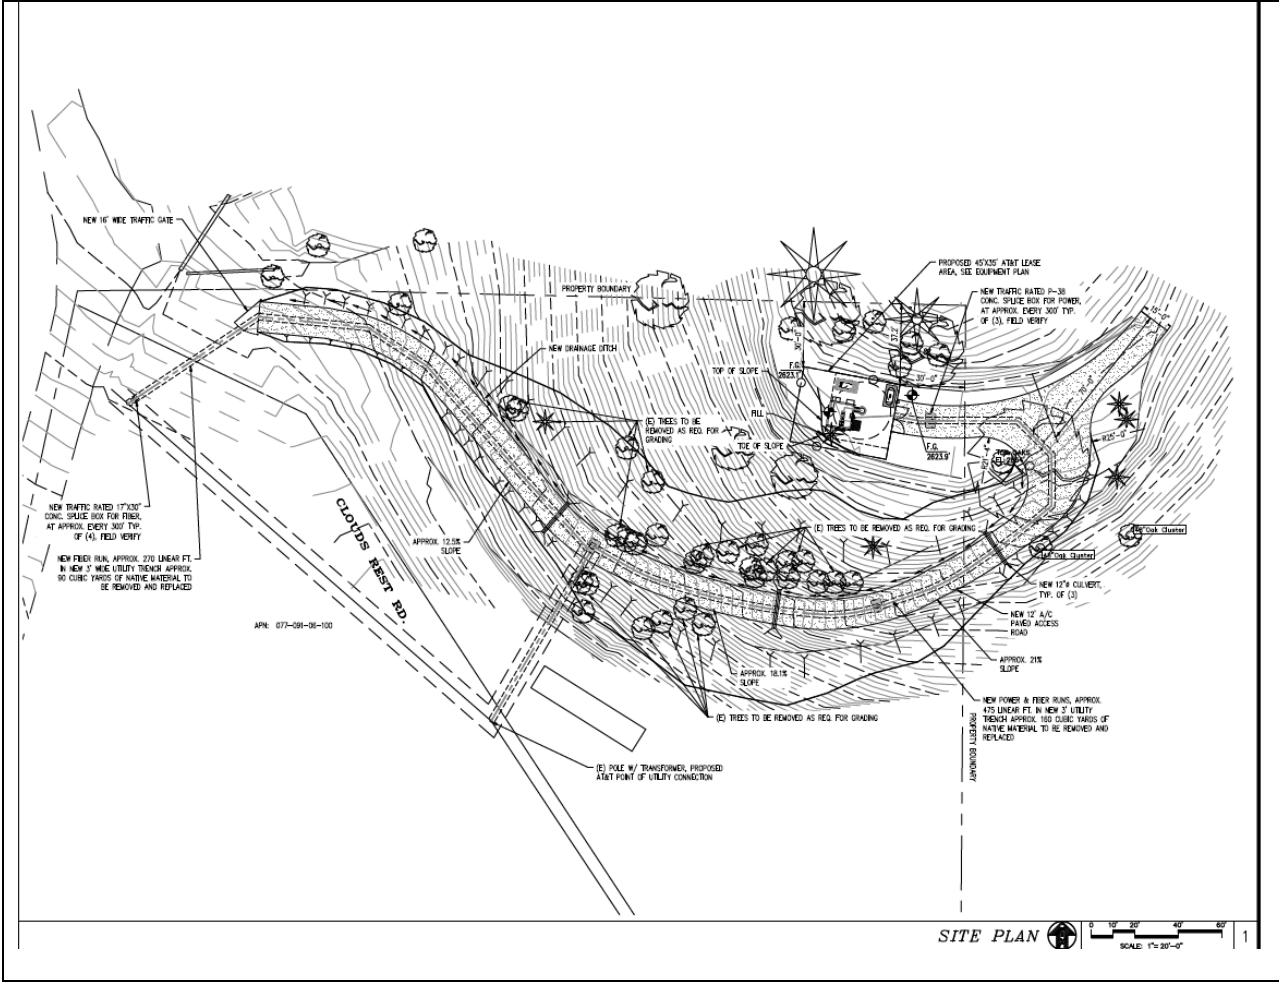 NEW 16' WIDE TRAFFIC GATE
PROPERTY BOUNDARY
PROPOSED 45'X35' AT&T LEASE
AREA, SEE EQUIPMENT PLAN
NEW TRAFFIC RATED P-38
CONC. SPLICE BOX FOR POWER,
AT APPROX. EVERY 300' TYP.
OF (3), FIELD VERIFY
15'-0"
NEW DRAINAGE DITCH
TOP OF SLOPE
F.G.
30'-0"
70'-0"
FILL
(E) TREES TO BE
REMOVED AS REQ. FOR
GRADING
TOE OF SLOPE
F.G.
2623.9'
R25'-0"
NEW TRAFFIC RATED 17"X30"
CONC. SPLICE BOX FOR FIBER,
AT APPROX. EVERY 300' TYP.
OF (4), FIELD VERIFY
CLOUDS REST RD.
APPROX. 12.5%
SLOPE
(E) TREES TO BE REMOVED AS REQ. FOR GRADING
Oak Cluster
Oak Cluster
NEW FIBER RUN, APPROX. 270 LINEAR FT.
IN NEW 3' WIDE UTILITY TRENCH APPROX.
90 CUBIC YARDS OF NATIVE MATERIAL TO
BE REMOVED AND REPLACED
NEW 12"ø CULVERT,
TYP. OF (3)
NEW 12' A/C
PAVED ACCESS
ROAD
APN: 077-091-06-100
APPROX. 21%
SLOPE
APPROX. 18.1%
SLOPE
NEW POWER & FIBER RUNS, APPROX.
475 LINEAR FT. IN NEW 3' UTILITY
TRENCH APPROX. 160 CUBIC YARDS OF
NATIVE MATERIAL TO BE REMOVED AND
REPLACED
(E) TREES TO BE REMOVED AS REQ. FOR GRADING
PROPERTY BOUNDARY
(E) POLE W/ TRANSFORMER, PROPOSED
AT&T POINT OF UTILITY CONNECTION
SITE PLAN
0 10' 20' 40' 60'
SCALE: 1"= 20'-0"
1